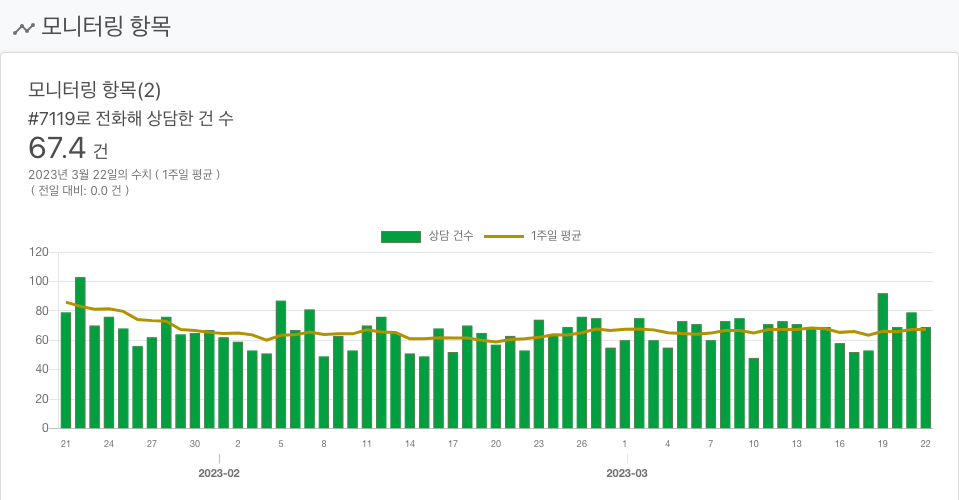 모니터링 항목
모니터링 항목(2)
#7119로 전화해 상담한 건 수
67.4 건
2023년 3월 22일의 수치 ( 1주일 평균 )
( 전일 대비: 0.0 건 )
상담 건수 1주일 평균
120
100
80
60
40
20
0
21 24 27 30 2 5 8 11 14 17 20 23 26 1 4 7 10 13 16 19 22
2023-02 2023-03